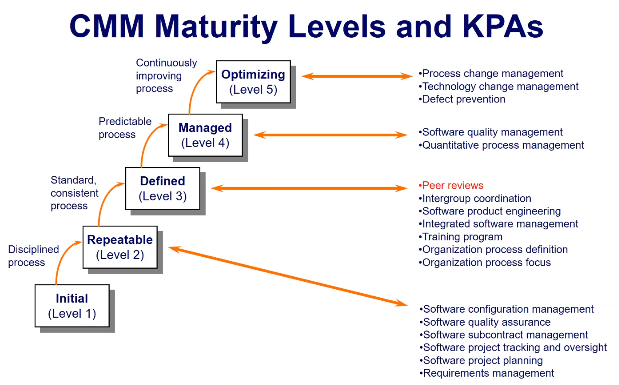 CMM Maturity Levels and KPAs
Continuously
improving
process
Optimizing
(Level 5)
•Process change management
•Technology change management
•Defect prevention
Predictable
process
Managed
(Level 4)
•Software quality management
•Quantitative process management
Standard,
consistent
process
Defined
(Level 3)
•Peer reviews
•Intergroup coordination
•Software product engineering
•Integrated software management
•Training program
•Organization process definition
•Organization process focus
Disciplined
process
Repeatable
(Level 2)
•Software configuration management
•Software quality assurance
•Software subcontract management
•Software project tracking and oversight
•Software project planning
•Requirements management
Initial
(Level 1)